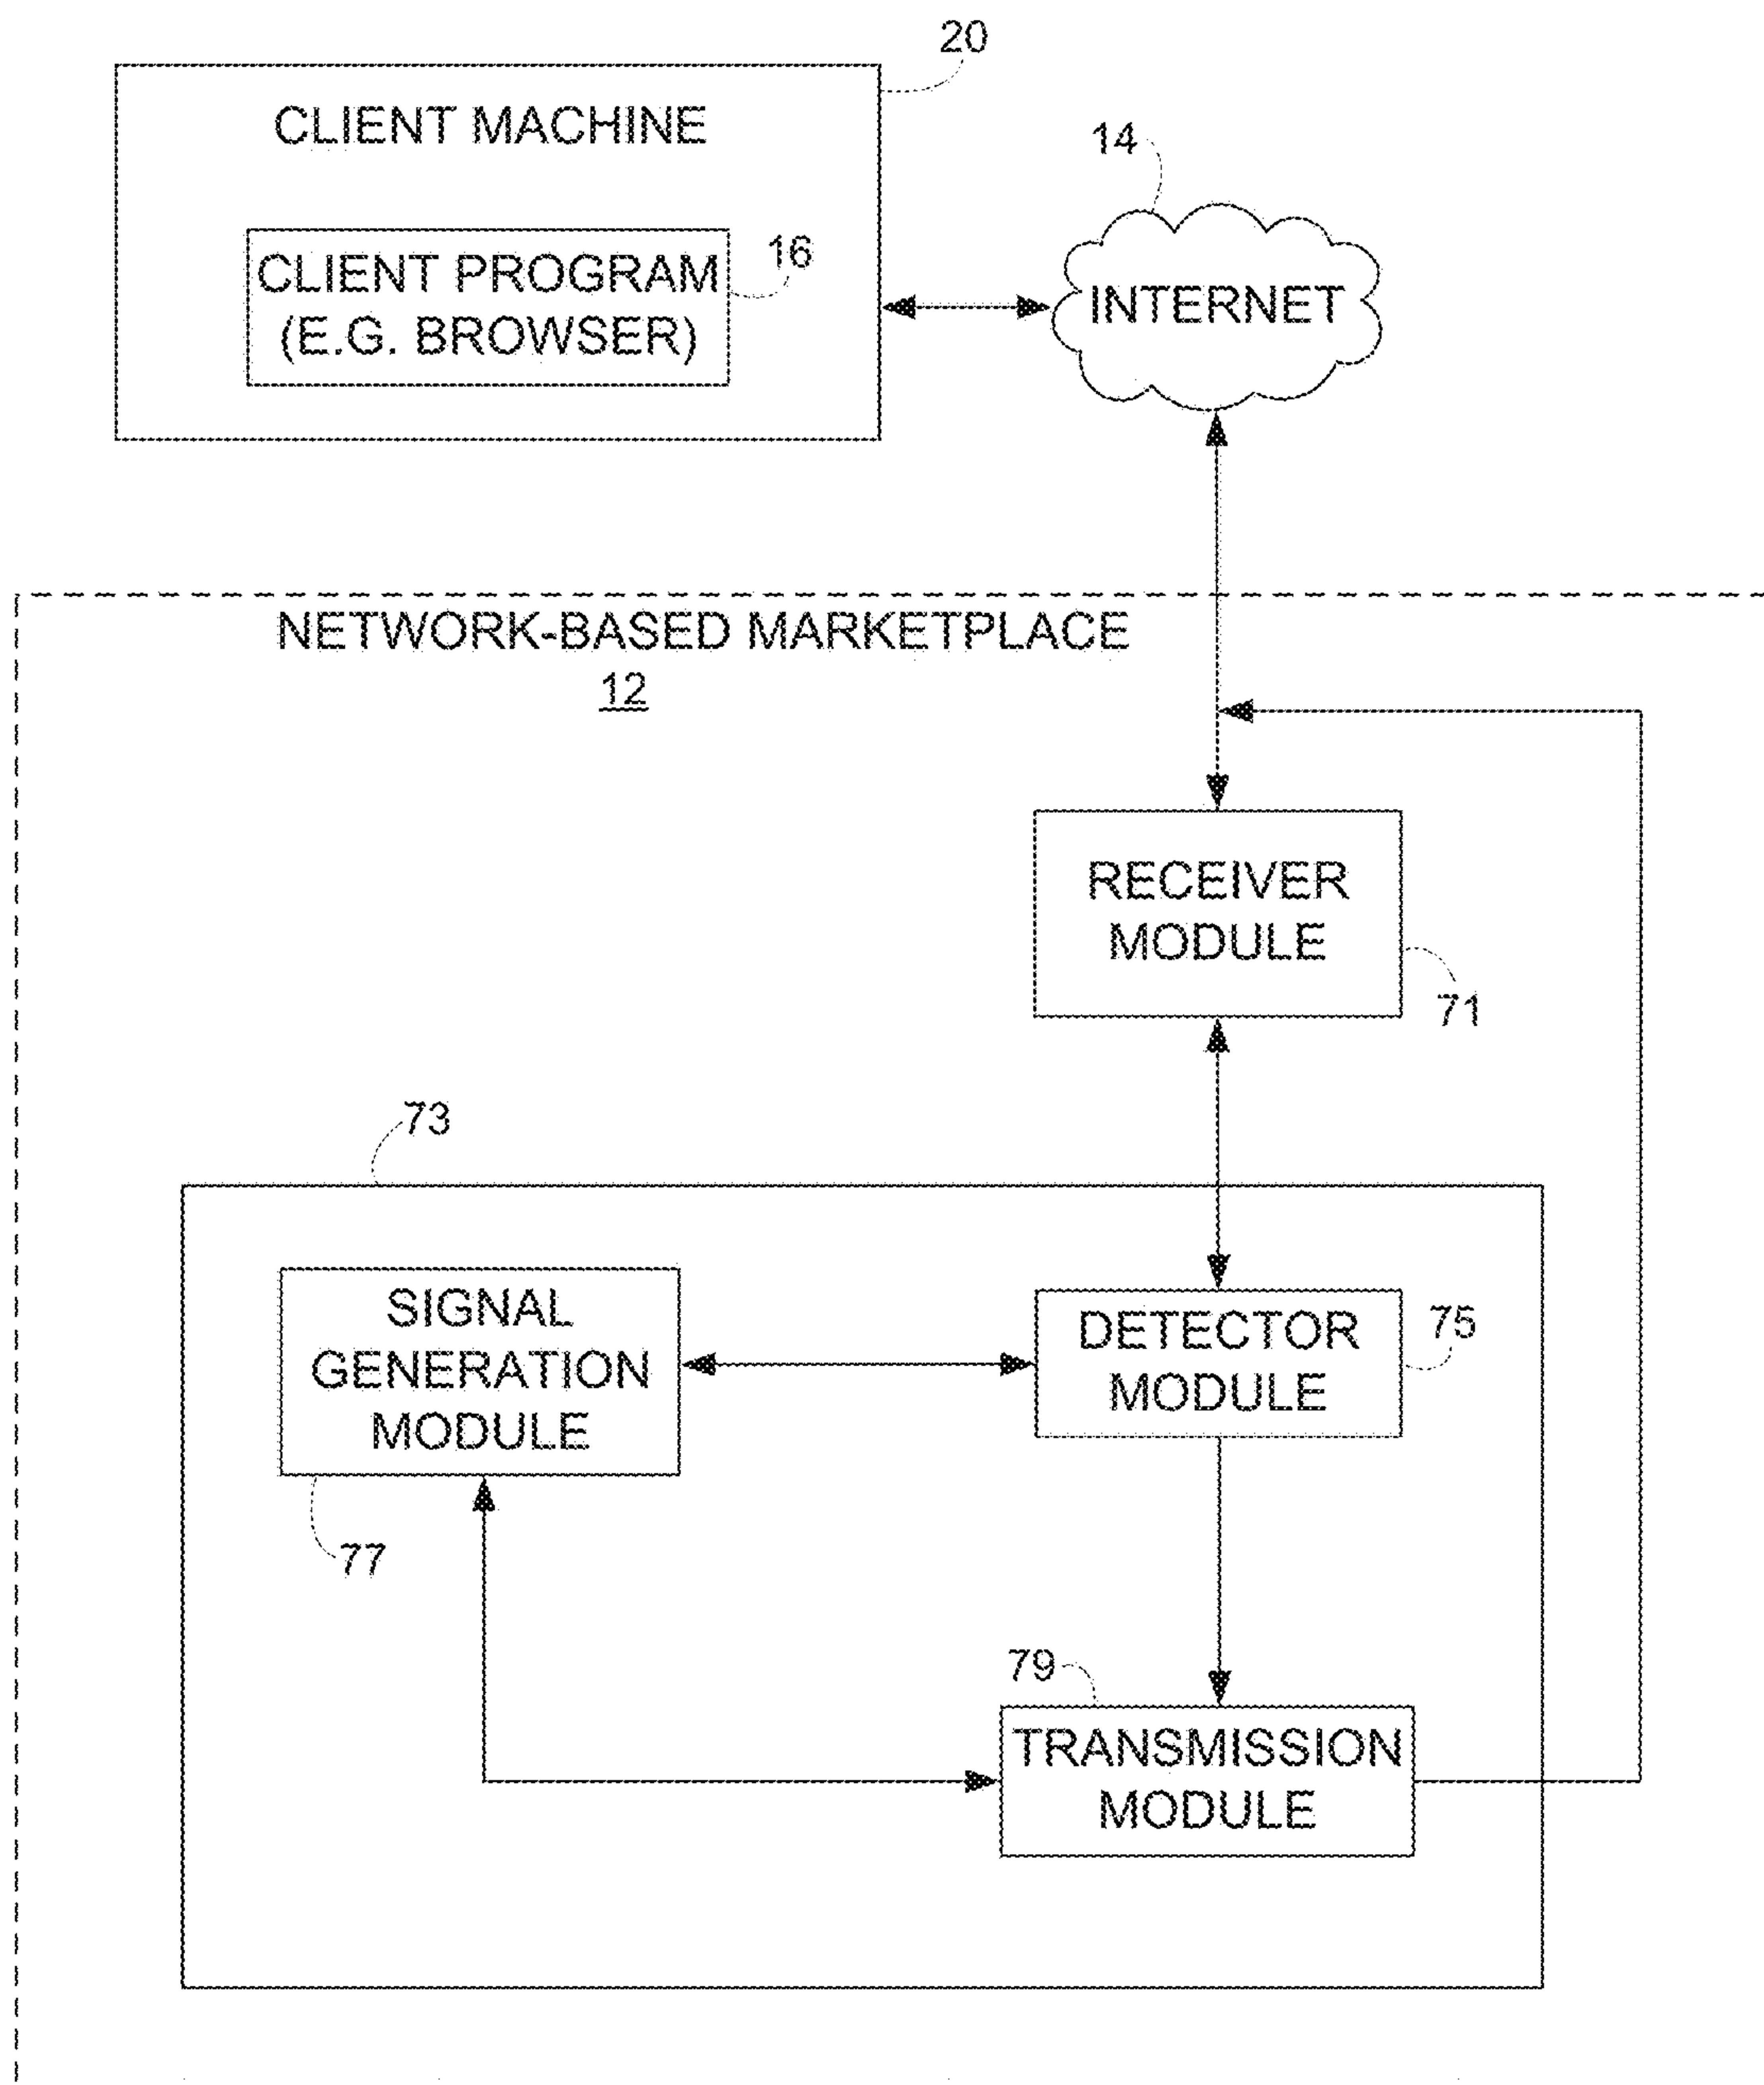 20
CLIENT MACHINE
14
16
CLIENT PROGRAM
(E.G. BROWSER)
INTERNET
NETWORK-BASED MARKETPLACE
12
RECEIVER
MODULE
71
73
SIGNAL
GENERATION
MODULE
DETECTOR
MODULE
75
77
79
TRANSMISSION
MODULE